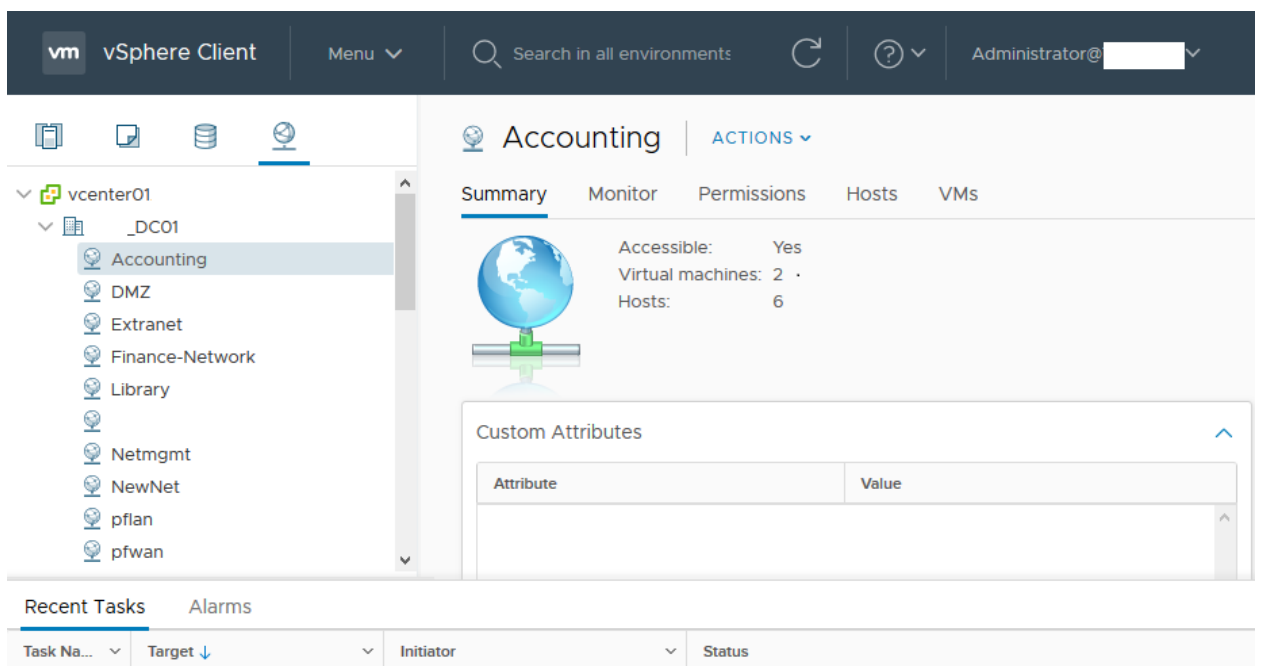 vm vSphere Client Menu Search in all environments Administrator@
Accounting ACTIONS
vcenter01
_DC01
Accounting
DMZ
Extranet
Finance-Network
Library
Netmgmt
NewNet
pflan
pfwan
Summary Monitor Permissions Hosts VMs
Accessible: Yes
Virtual machines: 2
Hosts: 6
Custom Attributes
Attribute Value
Recent Tasks Alarms
Task Na... Target Initiator Status